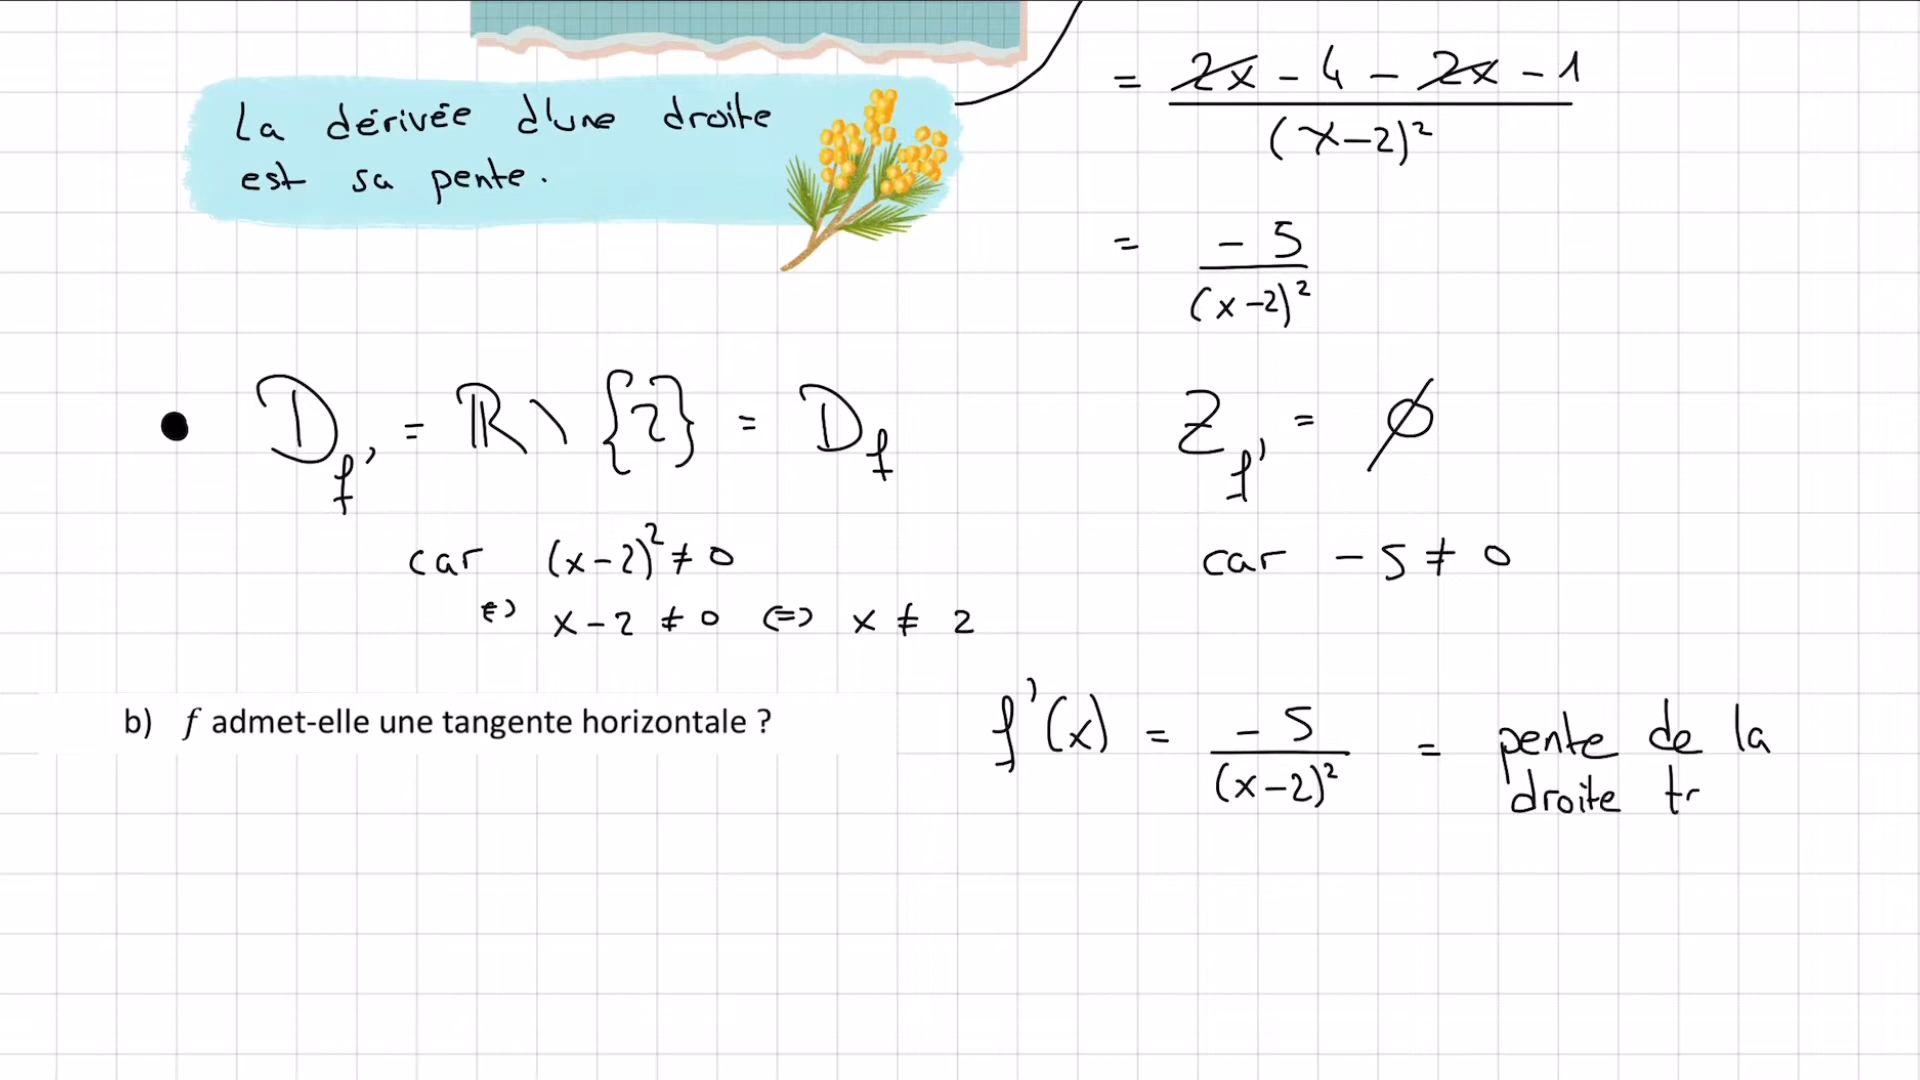 La dérivée d'une droite
est sa pente.
= 2x - 4 - 2x - 1
(x-2)²
= - 5
(x-2)²
• D_f' = ℝ \ {2} = D_f
car (x-2)² ≠ 0
⇔ x-2 ≠ 0 ⇔ x ≠ 2
Z_f' = ∅
car -5 ≠ 0
b) f admet-elle une tangente horizontale ?
f'(x) = - 5 / (x-2)² = pente de la
droite tr